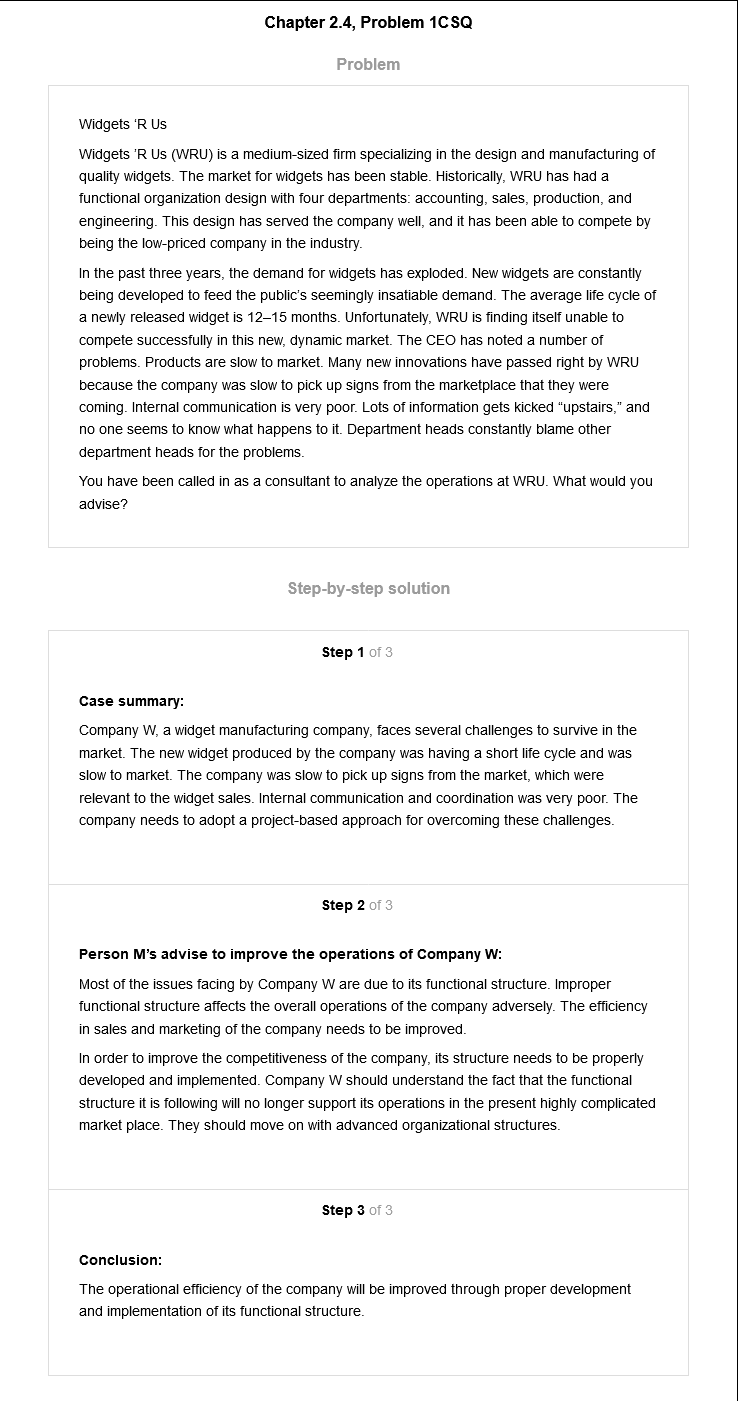 Chapter 2.4, Problem 1CSQ
Problem
Widgets ‘R Us
Widgets ’R Us (WRU) is a medium-sized firm specializing in the design and manufacturing of
quality widgets. The market for widgets has been stable. Historically, WRU has had a
functional organization design with four departments: accounting, sales, production, and
engineering. This design has served the company well, and it has been able to compete by
being the low-priced company in the industry.
In the past three years, the demand for widgets has exploded. New widgets are constantly
being developed to feed the public’s seemingly insatiable demand. The average life cycle of
a newly released widget is 12–15 months. Unfortunately, WRU is finding itself unable to
compete successfully in this new, dynamic market. The CEO has noted a number of
problems. Products are slow to market. Many new innovations have passed right by WRU
because the company was slow to pick up signs from the marketplace that they were
coming. Internal communication is very poor. Lots of information gets kicked “upstairs,” and
no one seems to know what happens to it. Department heads constantly blame other
department heads for the problems.
You have been called in as a consultant to analyze the operations at WRU. What would you
advise?
Step-by-step solution
Step 1 of 3
Case summary:
Company W, a widget manufacturing company, faces several challenges to survive in the
market. The new widget produced by the company was having a short life cycle and was
slow to market. The company was slow to pick up signs from the market, which were
relevant to the widget sales. Internal communication and coordination was very poor. The
company needs to adopt a project-based approach for overcoming these challenges.
Step 2 of 3
Person M’s advise to improve the operations of Company W:
Most of the issues facing by Company W are due to its functional structure. Improper
functional structure affects the overall operations of the company adversely. The efficiency
in sales and marketing of the company needs to be improved.
In order to improve the competitiveness of the company, its structure needs to be properly
developed and implemented. Company W should understand the fact that the functional
structure it is following will no longer support its operations in the present highly complicated
market place. They should move on with advanced organizational structures.
Step 3 of 3
Conclusion:
The operational efficiency of the company will be improved through proper development
and implementation of its functional structure.